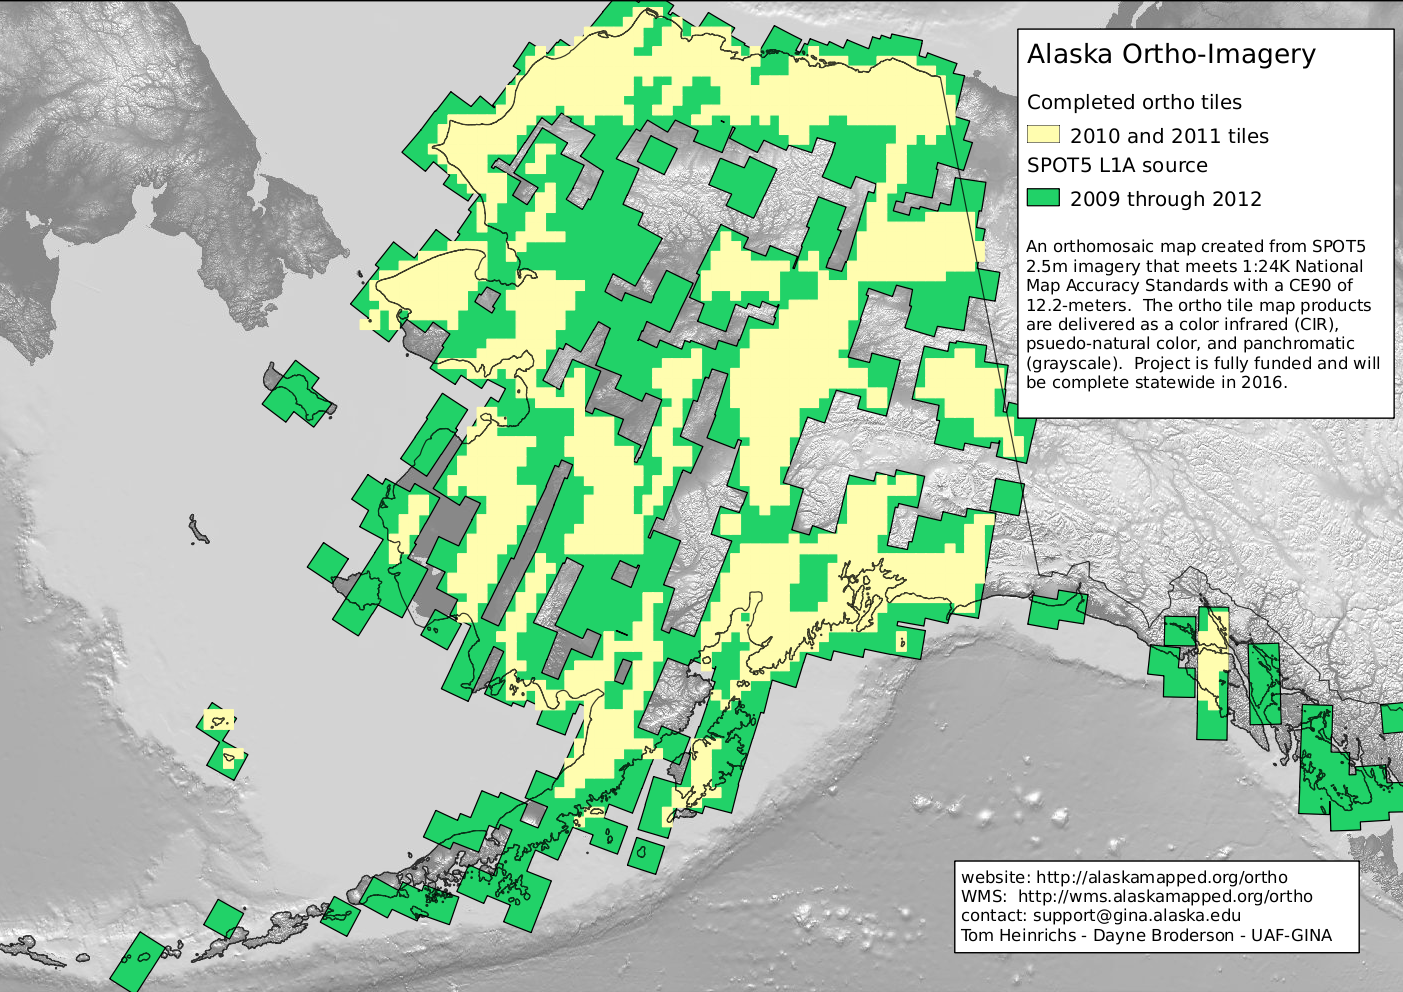 Alaska Ortho-Imagery
Completed ortho tiles
2010 and 2011 tiles
SPOT5 L1A source
2009 through 2012
An orthomosaic map created from SPOT5
2.5m imagery that meets 1:24K National
Map Accuracy Standards with a CE90 of
12.2-meters.  The ortho tile map products
are delivered as a color infrared (CIR),
psuedo-natural color, and panchromatic
(grayscale).  Project is fully funded and will
be complete statewide in 2016.
website: http://alaskamapped.org/ortho
WMS:  http://wms.alaskamapped.org/ortho
contact: support@gina.alaska.edu
Tom Heinrichs - Dayne Broderson - UAF-GINA